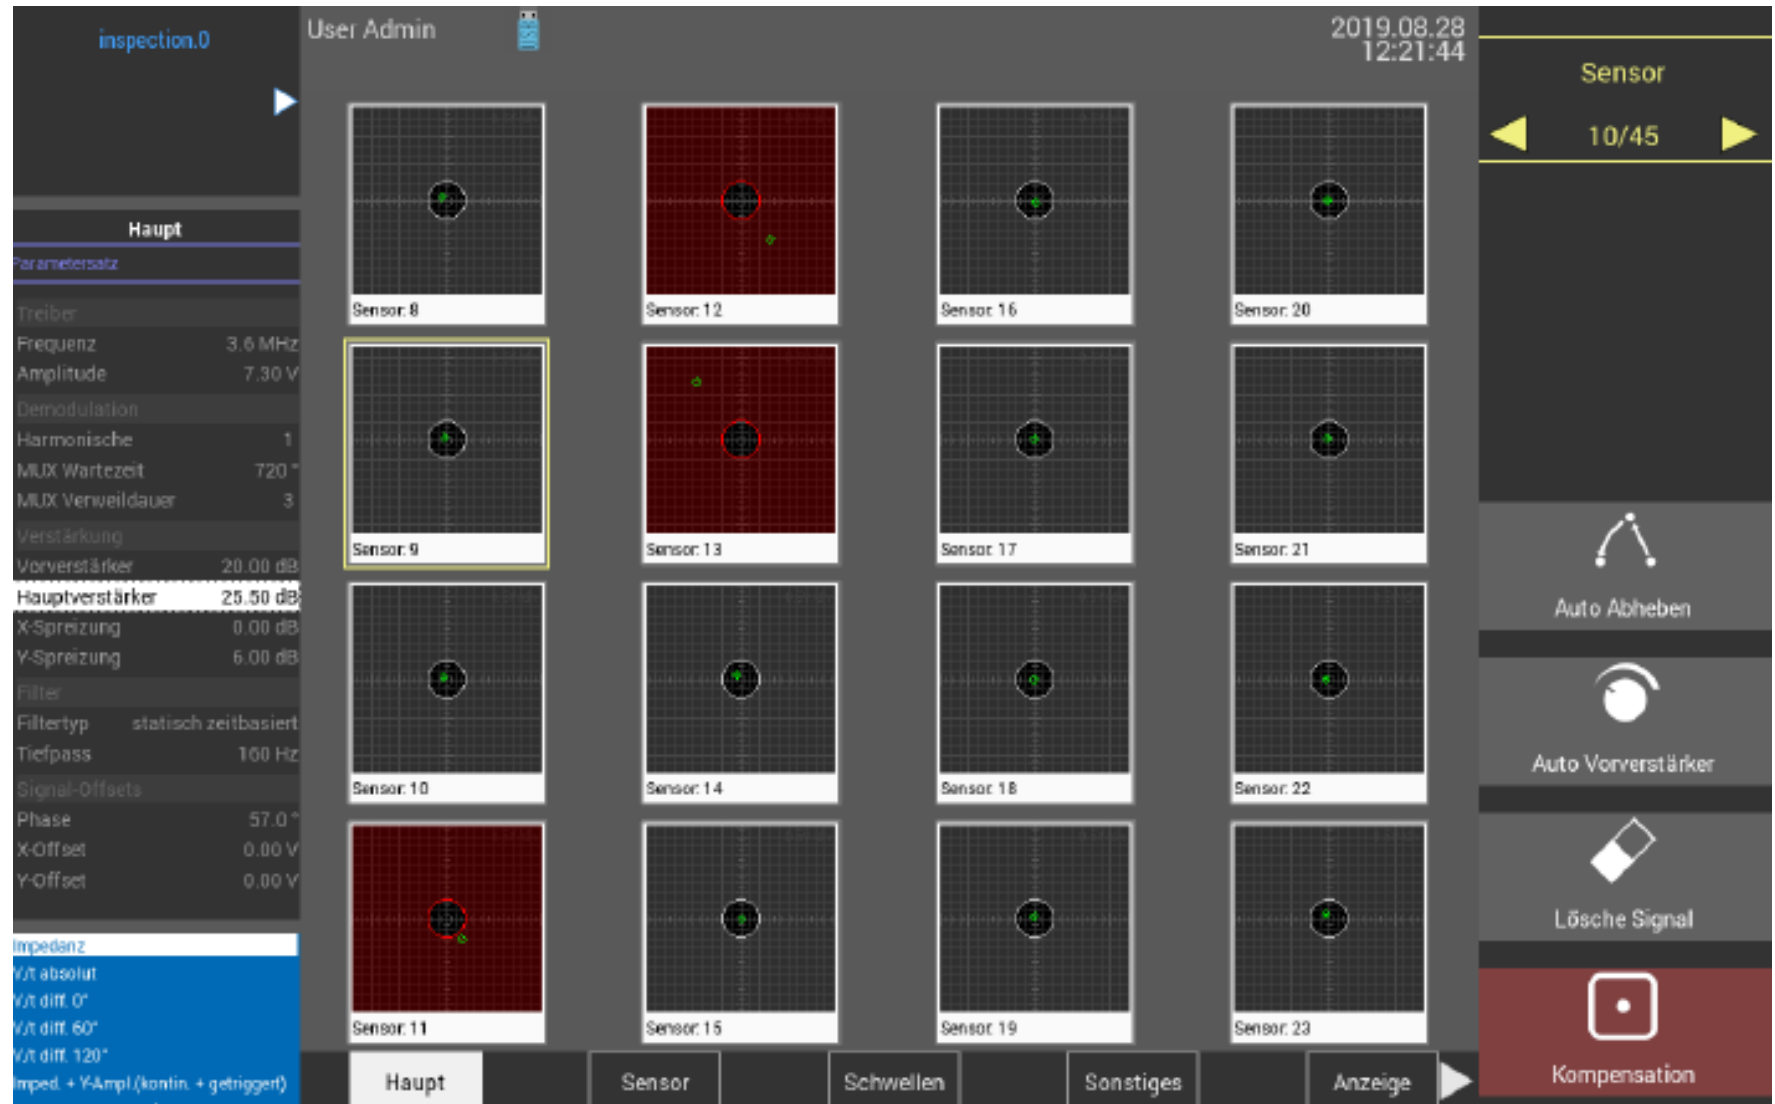 inspection.0
User Admin
USB
2019.08.28
12:21:44
Sensor
10/45
Haupt
Parametersatz
Treiber
Frequenz 3.6 MHz
Amplitude 7.30 V
Demodulation
Harmonische 1
MUX Wartezeit 720 °
MUX Verweildauer 3
Verstärkung
Vorverstärker 20.00 dB
Hauptverstärker 25.50 dB
X-Spreizung 0.00 dB
Y-Spreizung 6.00 dB
Filter
Filtertyp statisch zeitbasiert
Tiefpass 160 Hz
Signal-Offsets
Phase 57.0 °
X-Offset 0.00 V
Y-Offset 0.00 V
Impedanz
Y/t absolut
Y/t diff. 0°
Y/t diff. 60°
Y/t diff. 120°
Imped. + Y-Ampl.(kontin. + getriggert)
Sensor: 8
Sensor: 12
Sensor: 16
Sensor: 20
Sensor: 9
Sensor: 13
Sensor: 17
Sensor: 21
Sensor: 10
Sensor: 14
Sensor: 18
Sensor: 22
Sensor: 11
Sensor: 15
Sensor: 19
Sensor: 23
Auto Abheben
Auto Vorverstärker
Lösche Signal
Kompensation
Haupt
Sensor
Schwellen
Sonstiges
Anzeige